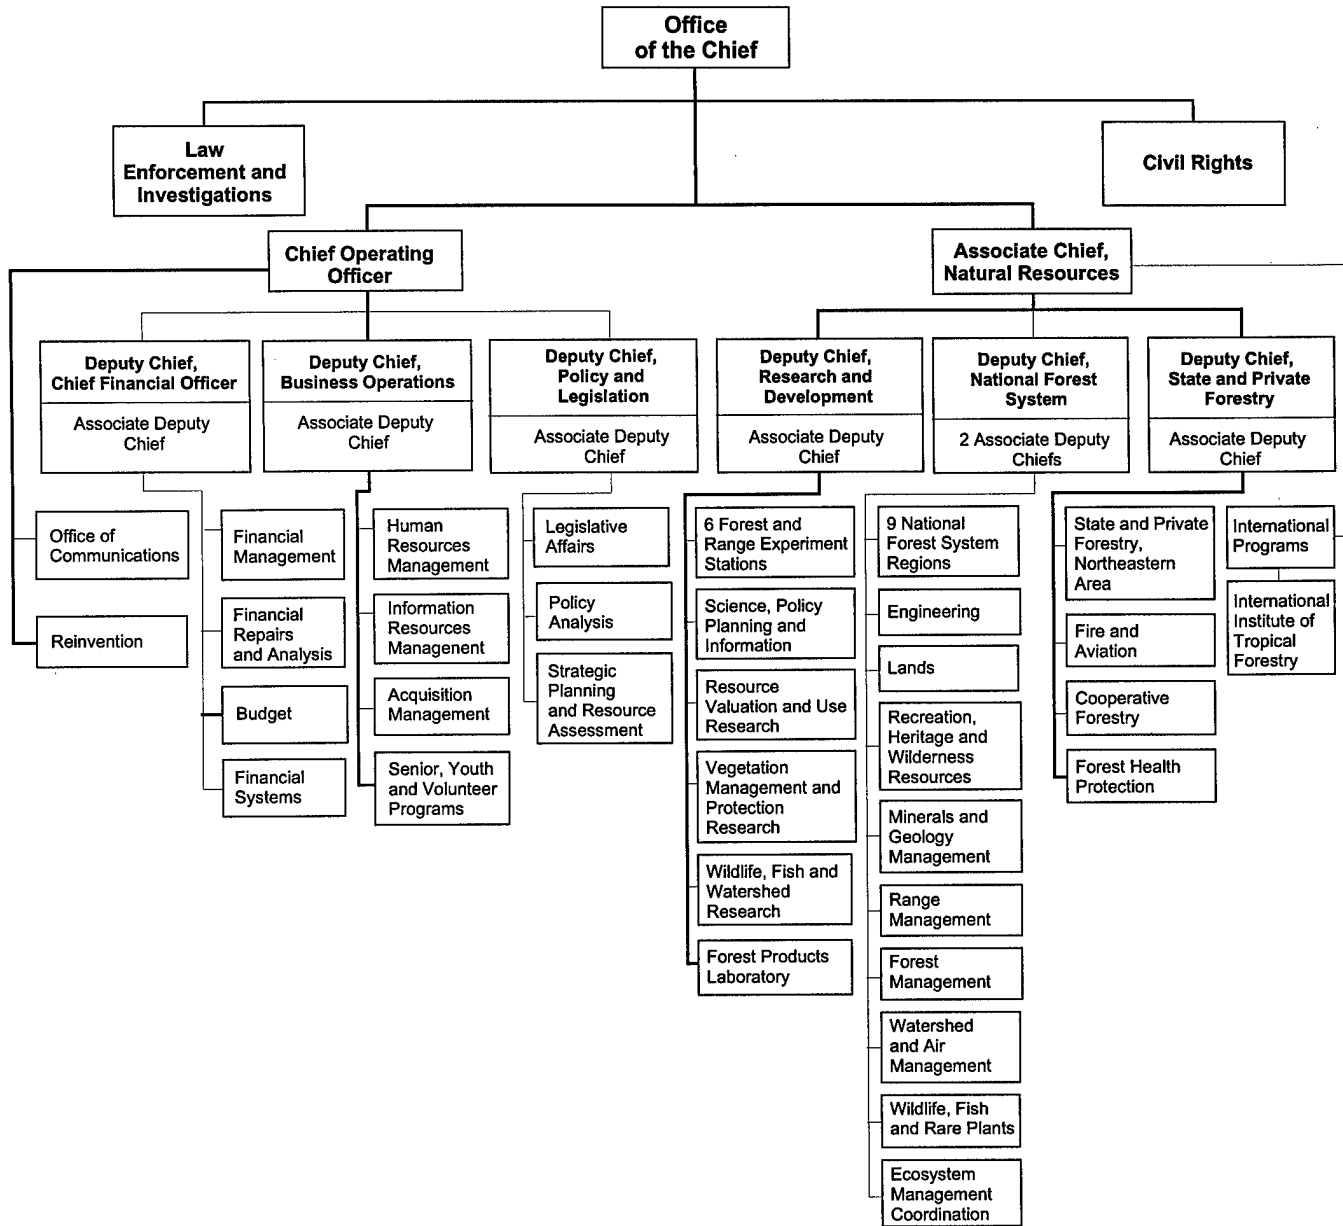 Office
of the Chief
Law
Enforcement and
Investigations
Civil Rights
Chief Operating
Officer
Associate Chief,
Natural Resources
Deputy Chief,
Chief Financial Officer
Associate Deputy
Chief
Deputy Chief,
Business Operations
Associate Deputy
Chief
Deputy Chief,
Policy and
Legislation
Associate Deputy
Chief
Deputy Chief,
Research and
Development
Associate Deputy
Chief
Deputy Chief,
National Forest
System
2 Associate Deputy
Chiefs
Deputy Chief,
State and Private
Forestry
Associate Deputy
Chief
Office of
Communications
Reinvention
Financial
Management
Financial
Repairs
and Analysis
Budget
Financial
Systems
Human
Resources
Management
Information
Resources
Managenent
Acquisition
Management
Senior, Youth
and Volunteer
Programs
Legislative
Affairs
Policy
Analysis
Strategic
Planning
and Resource
Assessment
6 Forest and
Range Experiment
Stations
Science, Policy
Planning and
Information
Resource
Valuation and Use
Research
Vegetation
Management and
Protection
Research
Wildlife, Fish and
Watershed
Research
Forest Products
Laboratory
9 National
Forest System
Regions
Engineering
Lands
Recreation,
Heritage and
Wilderness
Resources
Minerals and
Geology
Management
Range
Management
Forest
Management
Watershed
and Air
Management
Wildlife, Fish
and Rare Plants
Ecosystem
Management
Coordination
State and Private
Forestry,
Northeastern
Area
Fire and
Aviation
Cooperative
Forestry
Forest Health
Protection
International
Programs
International
Institute of
Tropical
Forestry